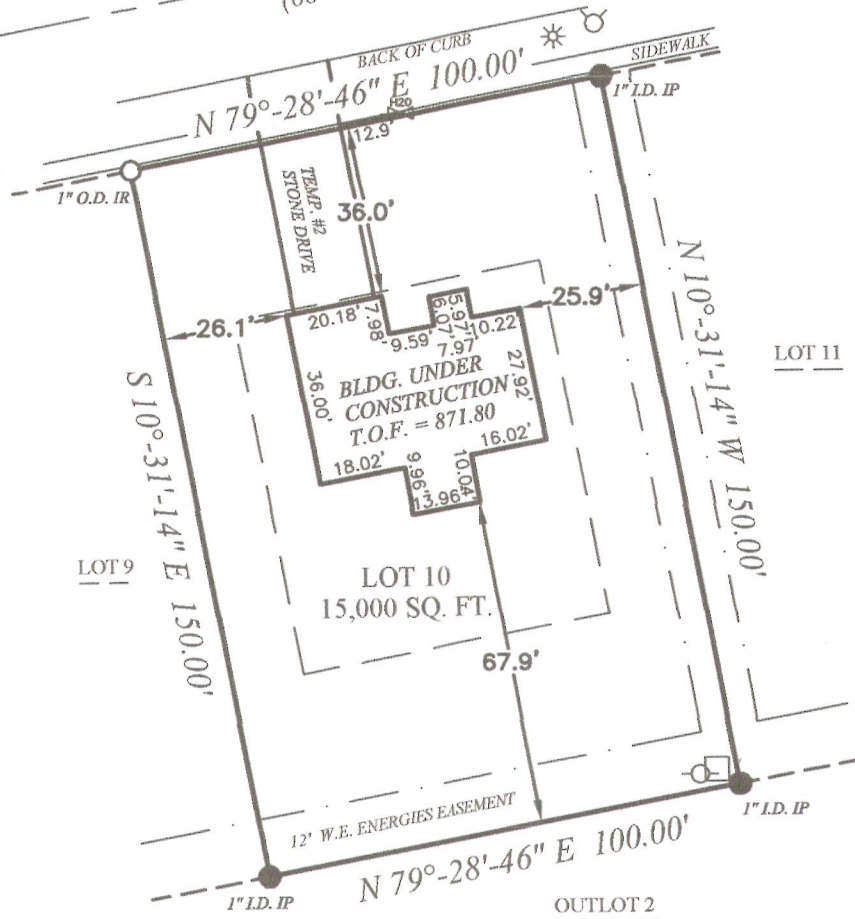 BACK OF CURB
SIDEWALK
N 79°-28'-46" E 100.00'
H20
1" I.D. IP
12.9'
1" O.D. IR
TEMP. #2
STONE DRIVE
36.0'
26.1'
25.9'
20.18'
7.98'
9.59'
6.07'
5.97'
7.97'
10.22'
36.00'
27.92'
BLDG. UNDER
CONSTRUCTION
T.O.F. = 871.80
18.02'
9.96'
13.96'
10.04'
16.02'
N 10°-31'-14" W 150.00'
LOT 11
S 10°-31'-14" E 150.00'
LOT 9
LOT 10
15,000 SQ. FT.
67.9'
12' W.E. ENERGIES EASEMENT
1" I.D. IP
N 79°-28'-46" E 100.00'
1" I.D. IP
OUTLOT 2